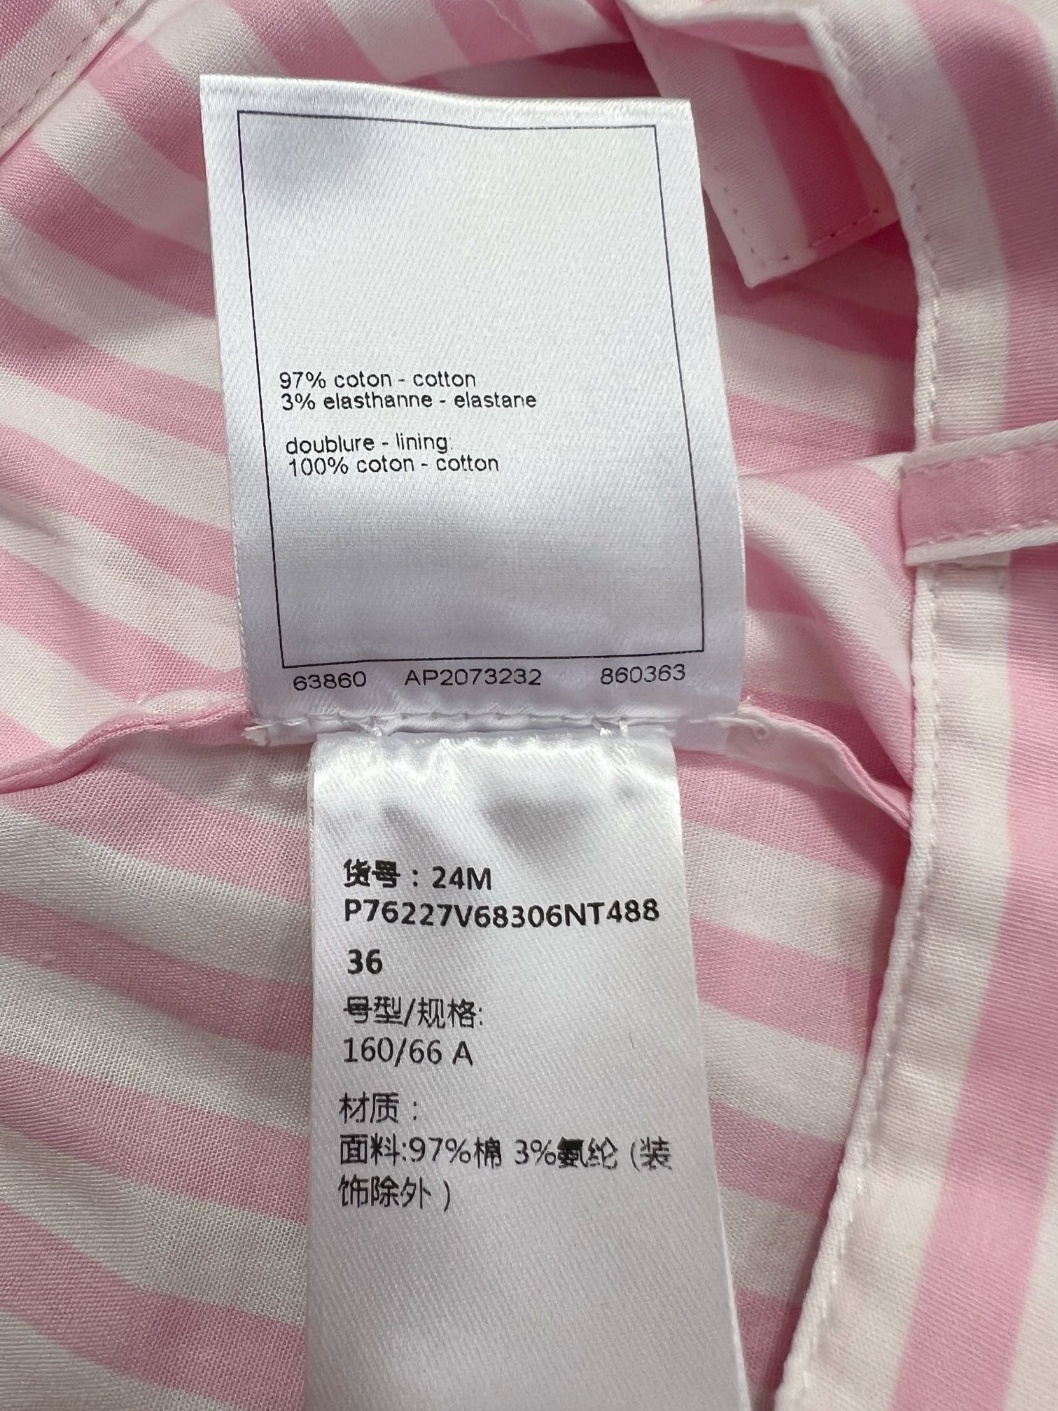 97% coton - cotton
3% elasthanne - elastane
doublure - lining:
100% coton - cotton
63860 AP2073232 860363
货号：24M
P76227V68306NT488
36
号型/规格:
160/66 A
材质：
面料:97%棉 3%氨纶 (装
饰除外 )